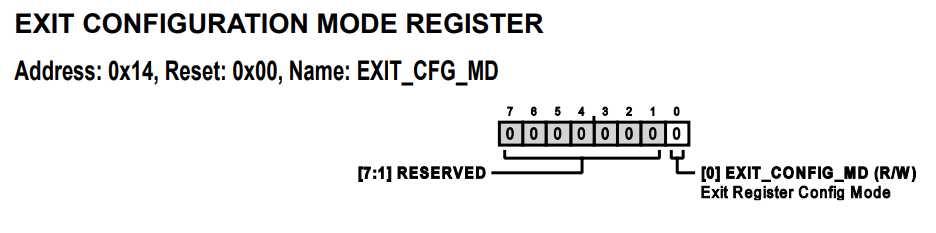 EXIT CONFIGURATION MODE REGISTER
Address: 0x14, Reset: 0x00, Name: EXIT_CFG_MD
7 6 5 4 3 2 1 0
0 0 0 0 0 0 0 0
[7:1] RESERVED
[0] EXIT_CONFIG_MD (R/W)
Exit Register Config Mode